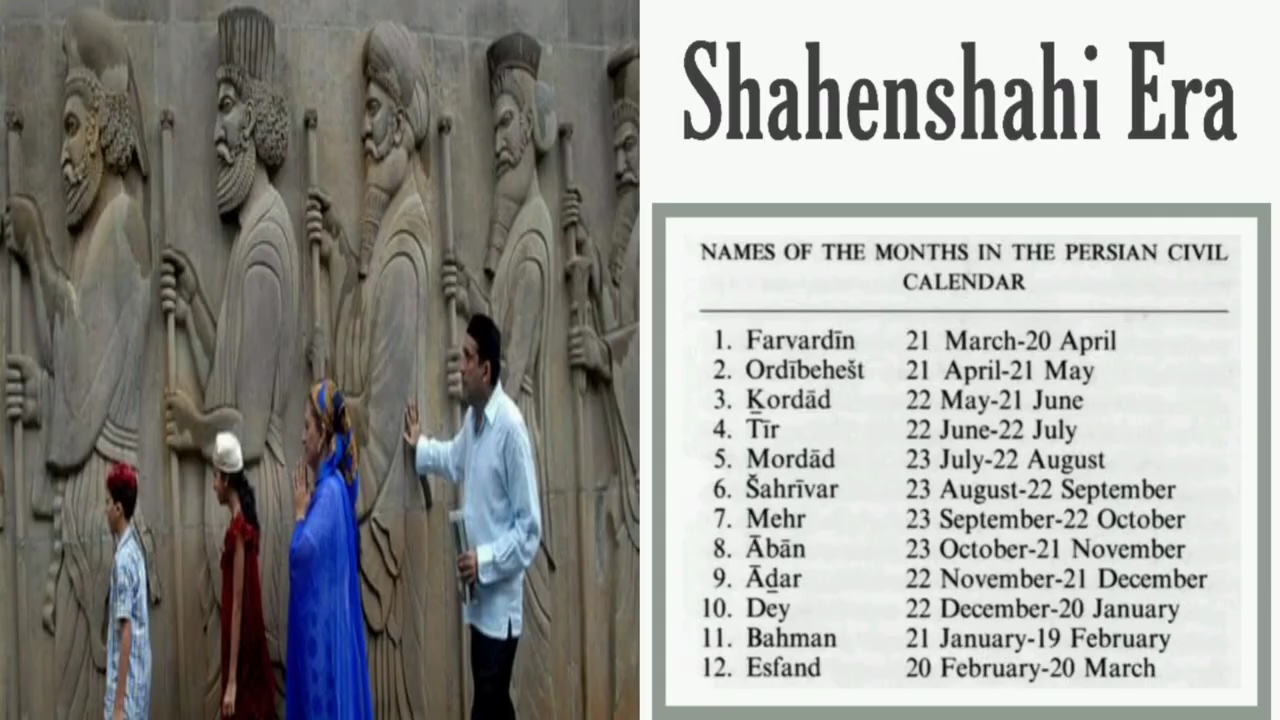 Shahenshahi Era
NAMES OF THE MONTHS IN THE PERSIAN CIVIL
CALENDAR
1. Farvardīn 21 March-20 April
2. Ordībehešt 21 April-21 May
3. Ḵordād 22 May-21 June
4. Tīr 22 June-22 July
5. Mordād 23 July-22 August
6. Šahrīvar 23 August-22 September
7. Mehr 23 September-22 October
8. Ābān 23 October-21 November
9. Āḏar 22 November-21 December
10. Dey 22 December-20 January
11. Bahman 21 January-19 February
12. Esfand 20 February-20 March